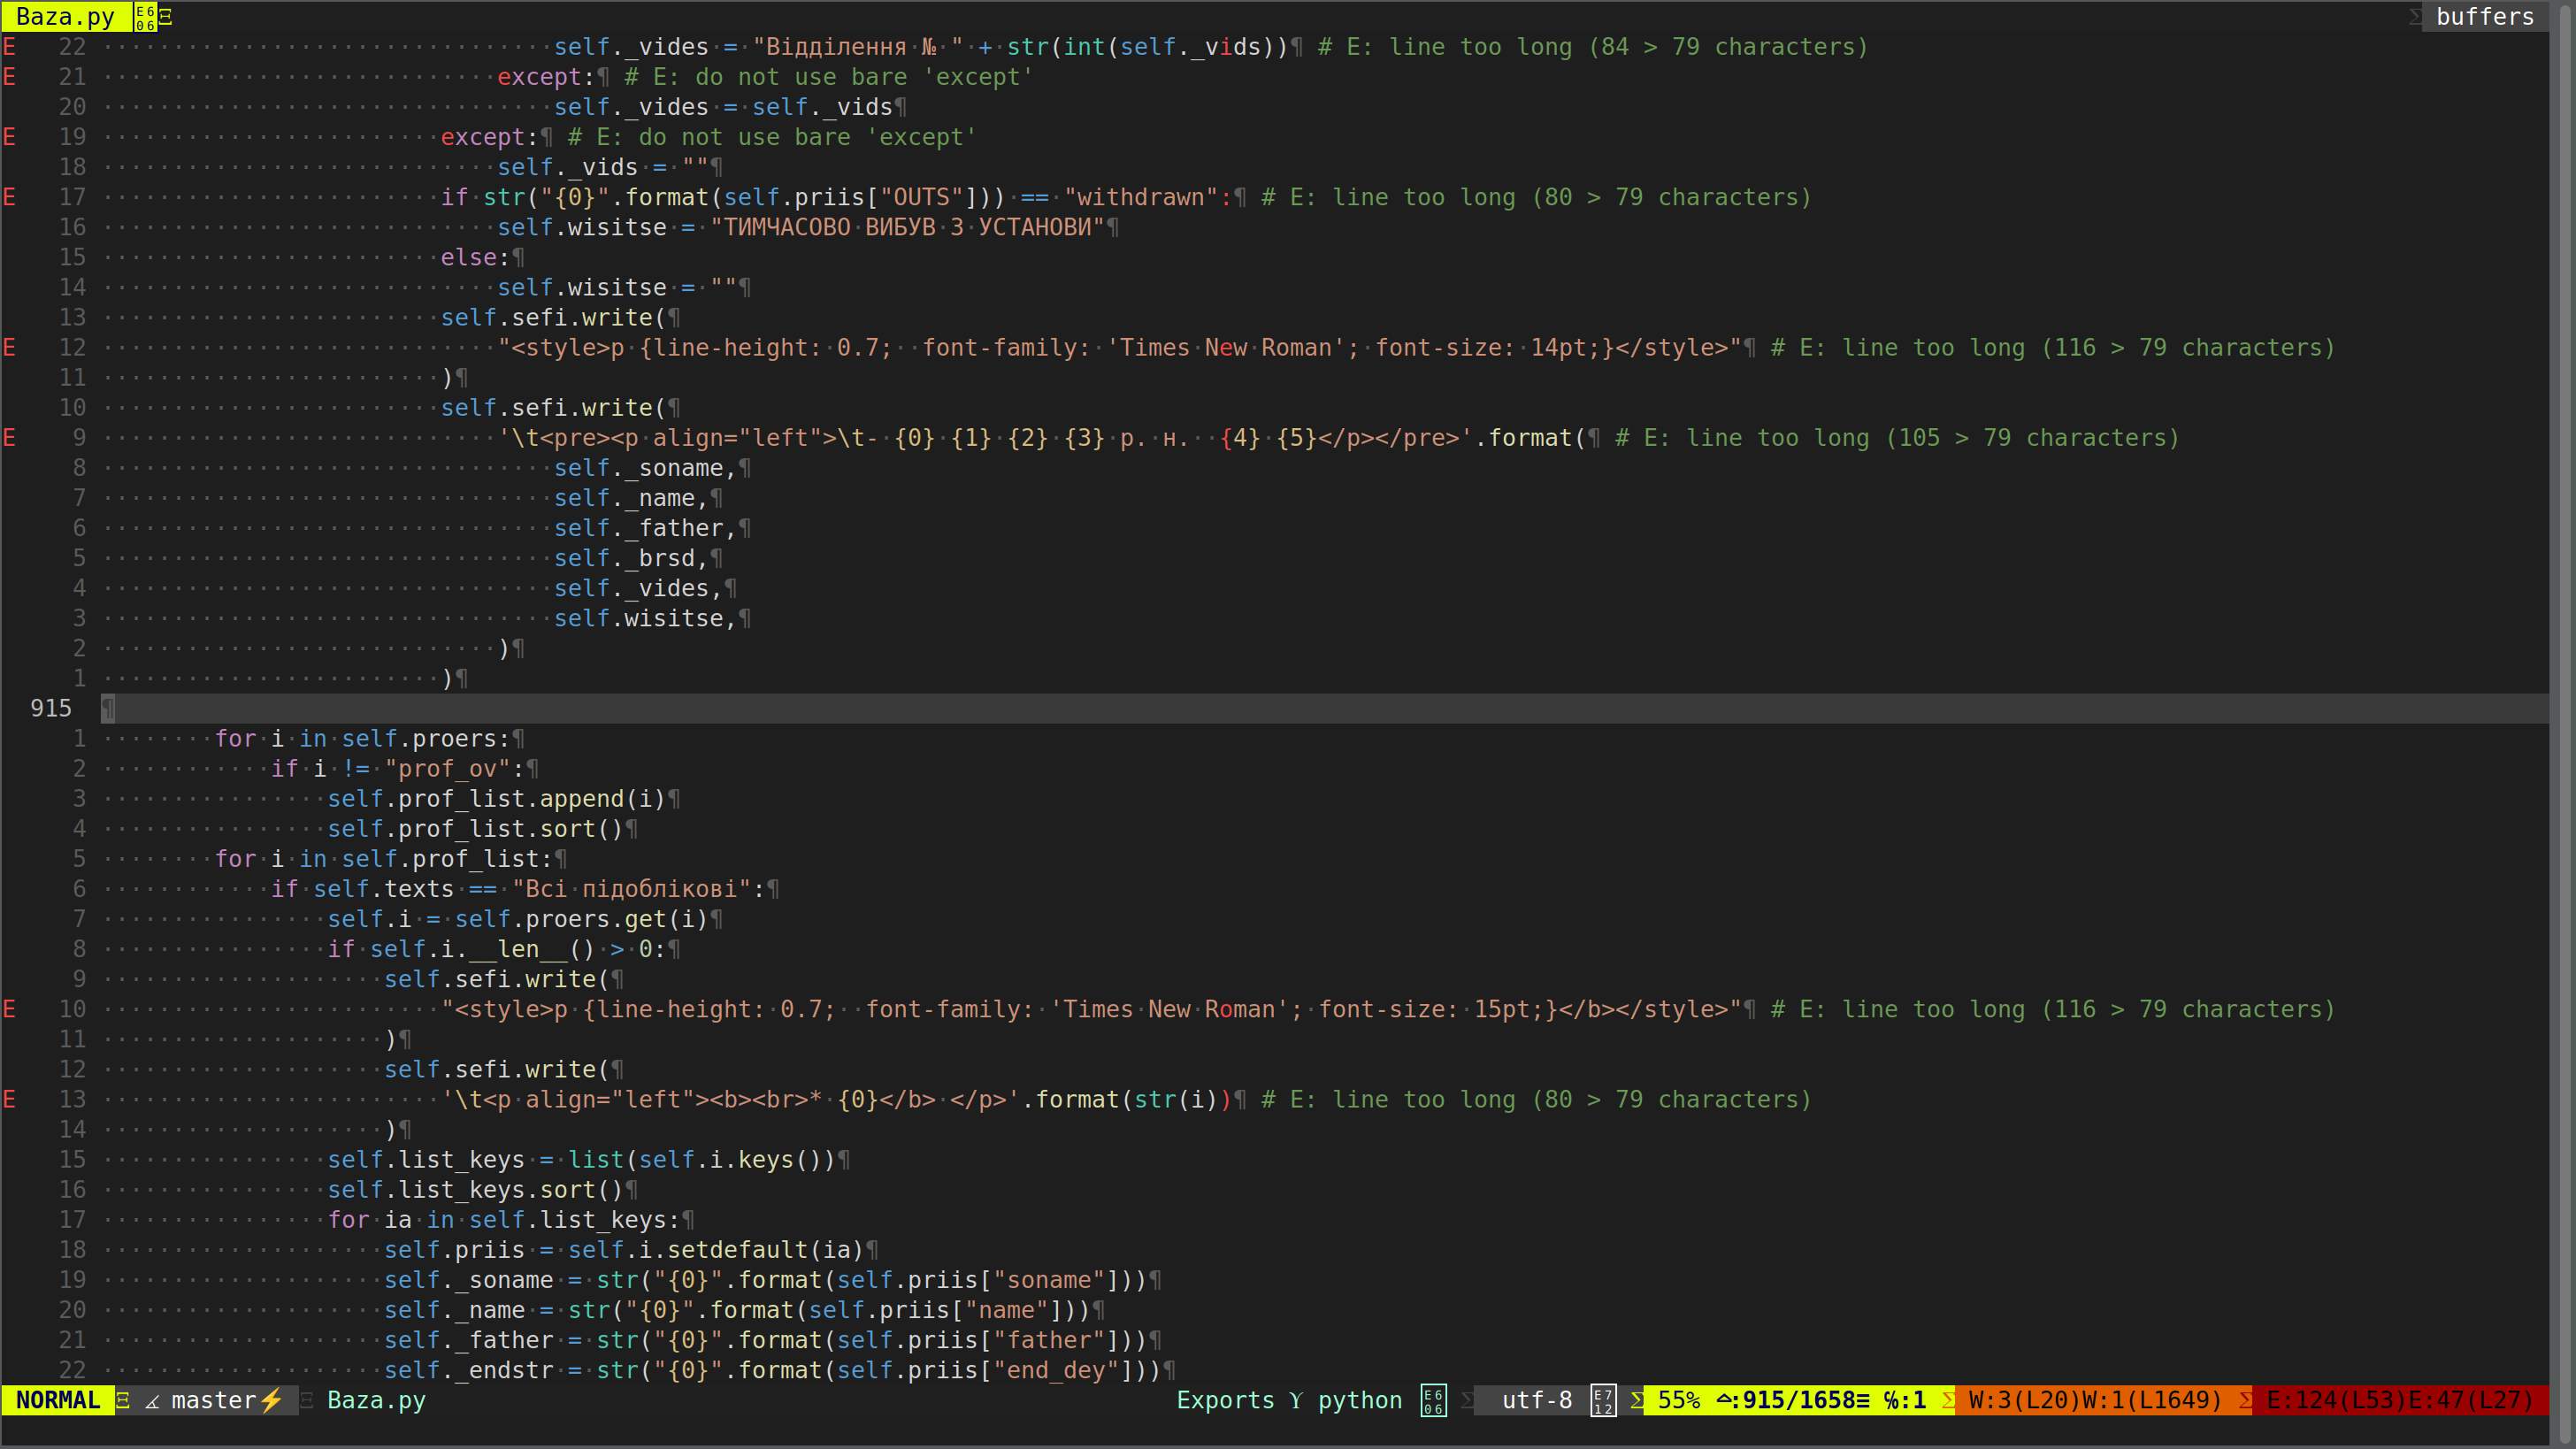 Baza.py E606 Ξ Σ buffers
E 22 self._vides = "Відділення № " + str(int(self._vids))¶ # E: line too long (84 > 79 characters)
E 21 except:¶ # E: do not use bare 'except'
20 self._vides = self._vids¶
E 19 except:¶ # E: do not use bare 'except'
18 self._vids = ""¶
E 17 if str("{0}".format(self.priis["OUTS"])) == "withdrawn":¶ # E: line too long (80 > 79 characters)
16 self.wisitse = "ТИМЧАСОВО ВИБУВ З УСТАНОВИ"¶
15 else:¶
14 self.wisitse = ""¶
13 self.sefi.write(¶
E 12 "<style>p {line-height: 0.7;  font-family: 'Times New Roman'; font-size: 14pt;}</style>"¶ # E: line too long (116 > 79 characters)
11 )¶
10 self.sefi.write(¶
E 9 '\t<pre><p align="left">\t- {0} {1} {2} {3} р. н.  {4} {5}</p></pre>'.format(¶ # E: line too long (105 > 79 characters)
8 self._soname,¶
7 self._name,¶
6 self._father,¶
5 self._brsd,¶
4 self._vides,¶
3 self.wisitse,¶
2 )¶
1 )¶
915 ¶
1 for i in self.proers:¶
2 if i != "prof_ov":¶
3 self.prof_list.append(i)¶
4 self.prof_list.sort()¶
5 for i in self.prof_list:¶
6 if self.texts == "Всі підоблікові":¶
7 self.i = self.proers.get(i)¶
8 if self.i.__len__() > 0:¶
9 self.sefi.write(¶
E 10 "<style>p {line-height: 0.7;  font-family: 'Times New Roman'; font-size: 15pt;}</b></style>"¶ # E: line too long (116 > 79 characters)
11 )¶
12 self.sefi.write(¶
E 13 '\t<p align="left"><b><br>* {0}</b> </p>'.format(str(i))¶ # E: line too long (80 > 79 characters)
14 )¶
15 self.list_keys = list(self.i.keys())¶
16 self.list_keys.sort()¶
17 for ia in self.list_keys:¶
18 self.priis = self.i.setdefault(ia)¶
19 self._soname = str("{0}".format(self.priis["soname"]))¶
20 self._name = str("{0}".format(self.priis["name"]))¶
21 self._father = str("{0}".format(self.priis["father"]))¶
22 self._endstr = str("{0}".format(self.priis["end_dey"]))¶
NORMAL Ξ master⚡ Ξ Baza.py Exports ϒ python E606 Σ utf-8 E712 Σ 55% :915/1658≡ ℅:1 Σ W:3(L20)W:1(L1649) Σ E:124(L53)E:47(L27)